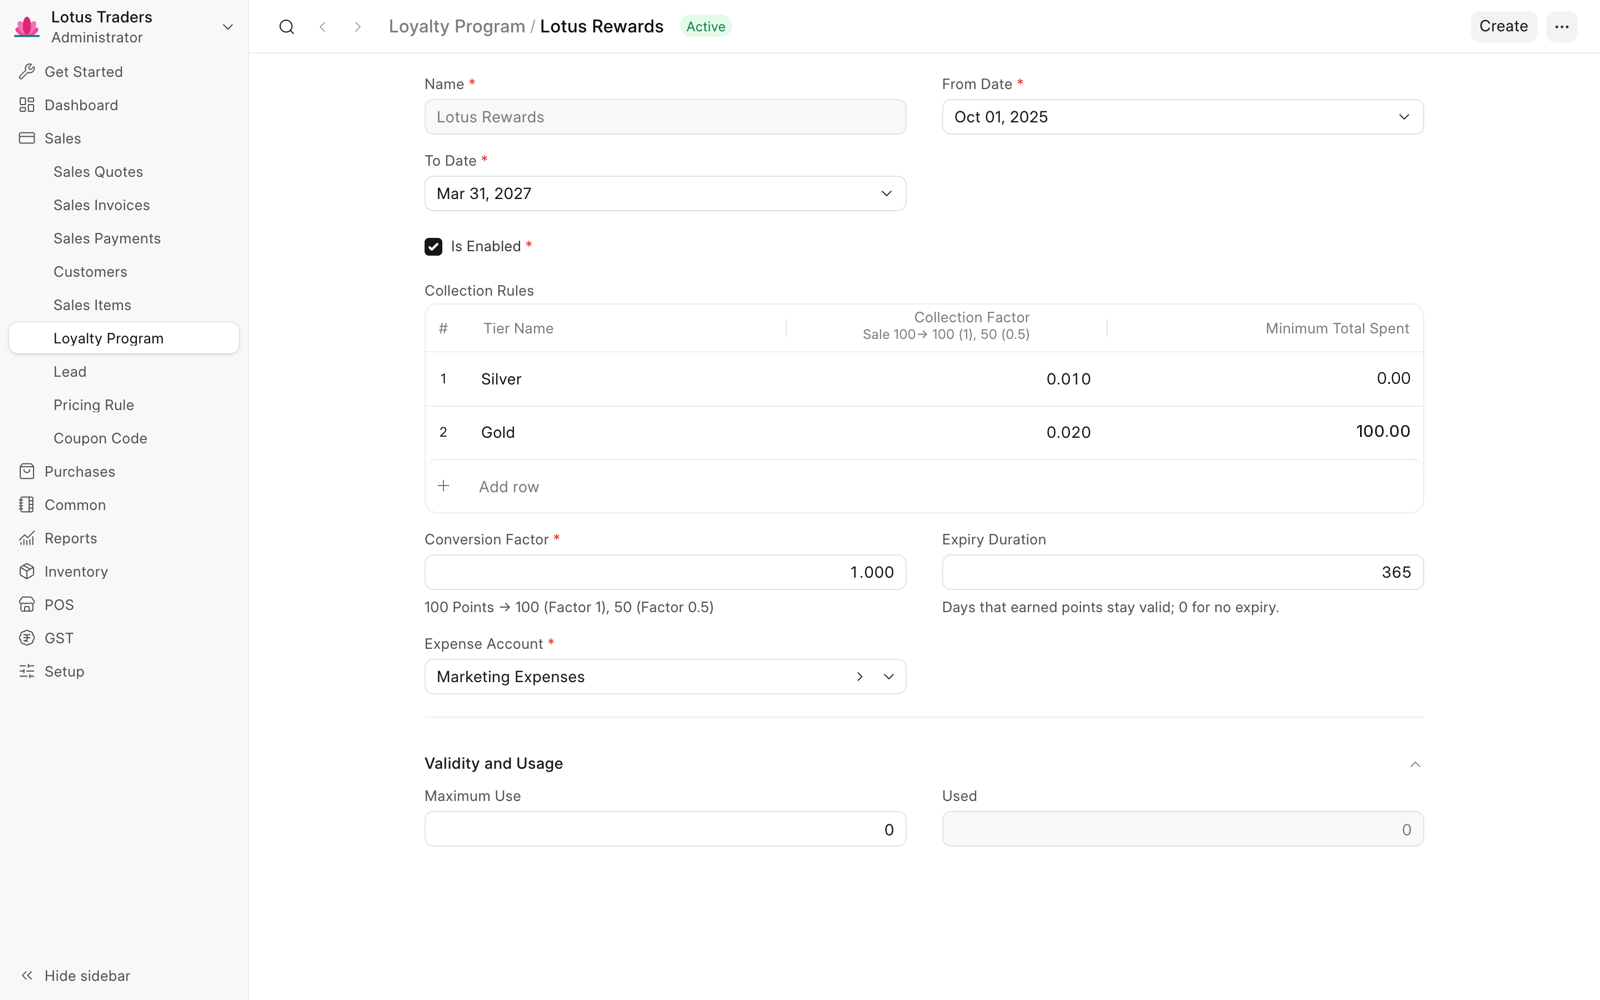 Lotus Traders
Administrator
Get Started
Dashboard
Sales
Sales Quotes
Sales Invoices
Sales Payments
Customers
Sales Items
Loyalty Program
Lead
Pricing Rule
Coupon Code
Purchases
Common
Reports
Inventory
POS
GST
Setup
Hide sidebar
Loyalty Program / Lotus Rewards Active
Create ...
Name *
Lotus Rewards
From Date *
Oct 01, 2025
To Date *
Mar 31, 2027
Is Enabled *
Collection Rules
# Tier Name Collection Factor Minimum Total Spent
Sale 100→ 100 (1), 50 (0.5)
1 Silver 0.010 0.00
2 Gold 0.020 100.00
+ Add row
Conversion Factor *
1.000
100 Points → 100 (Factor 1), 50 (Factor 0.5)
Expiry Duration
365
Days that earned points stay valid; 0 for no expiry.
Expense Account *
Marketing Expenses
Validity and Usage
Maximum Use
0
Used
0